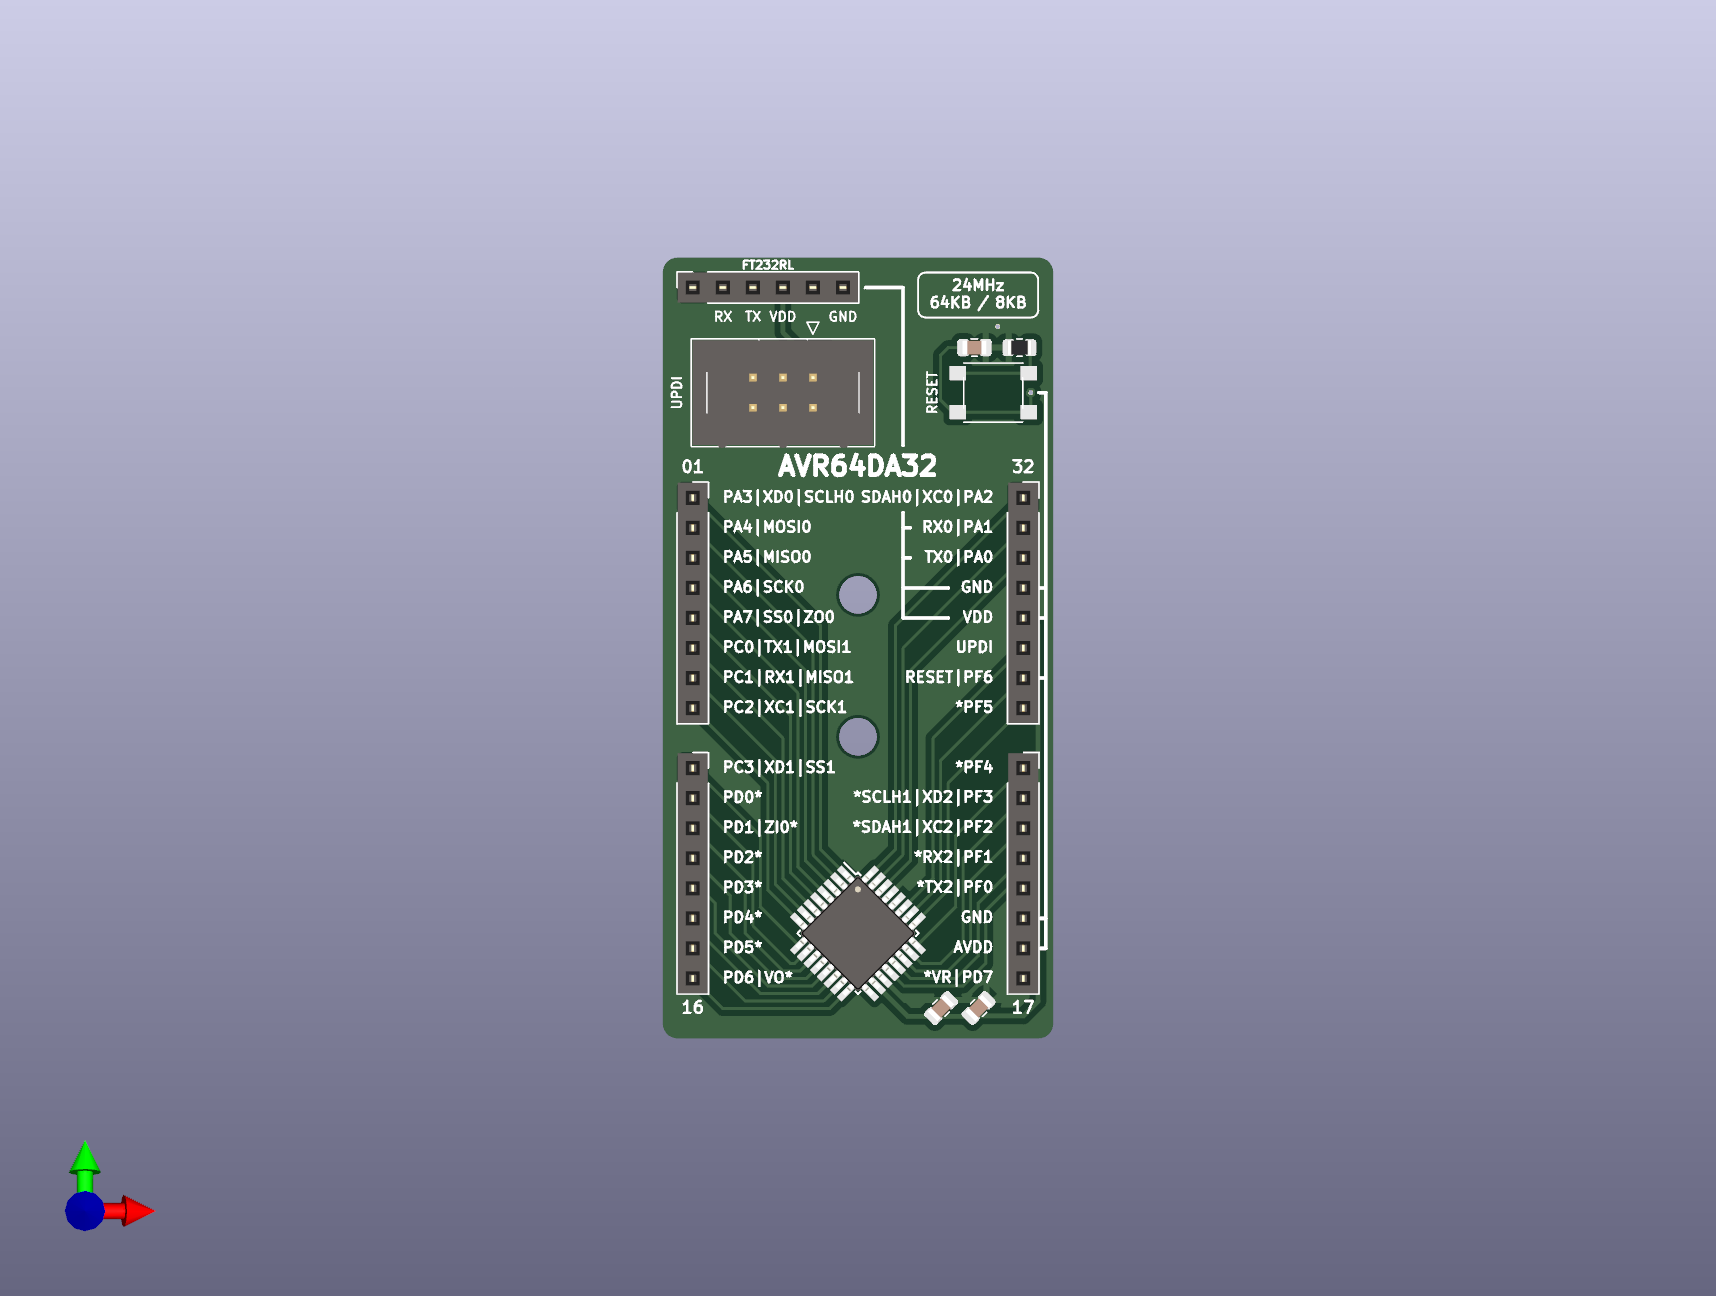 FT232RL
24MHz
64KB / 8KB
RX TX VDD GND
UPDI
RESET
AVR64DA32
01
32
PA3|XD0|SCLH0 SDAH0|XC0|PA2
PA4|MOSI0 RX0|PA1
PA5|MISO0 TX0|PA0
PA6|SCK0 GND
PA7|SS0|ZO0 VDD
PC0|TX1|MOSI1 UPDI
PC1|RX1|MISO1 RESET|PF6
PC2|XC1|SCK1 *PF5
PC3|XD1|SS1 *PF4
PD0* *SCLH1|XD2|PF3
PD1|ZI0* *SDAH1|XC2|PF2
PD2* *RX2|PF1
PD3* *TX2|PF0
PD4* GND
PD5* AVDD
PD6|VO* *VR|PD7
16
17